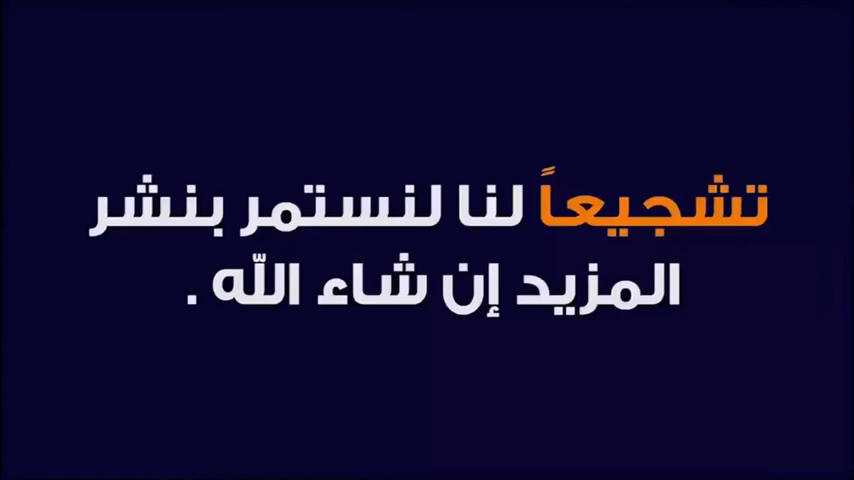 تشجيعاً لنا لنستمر بنشر
المزيد إن شاء الله .